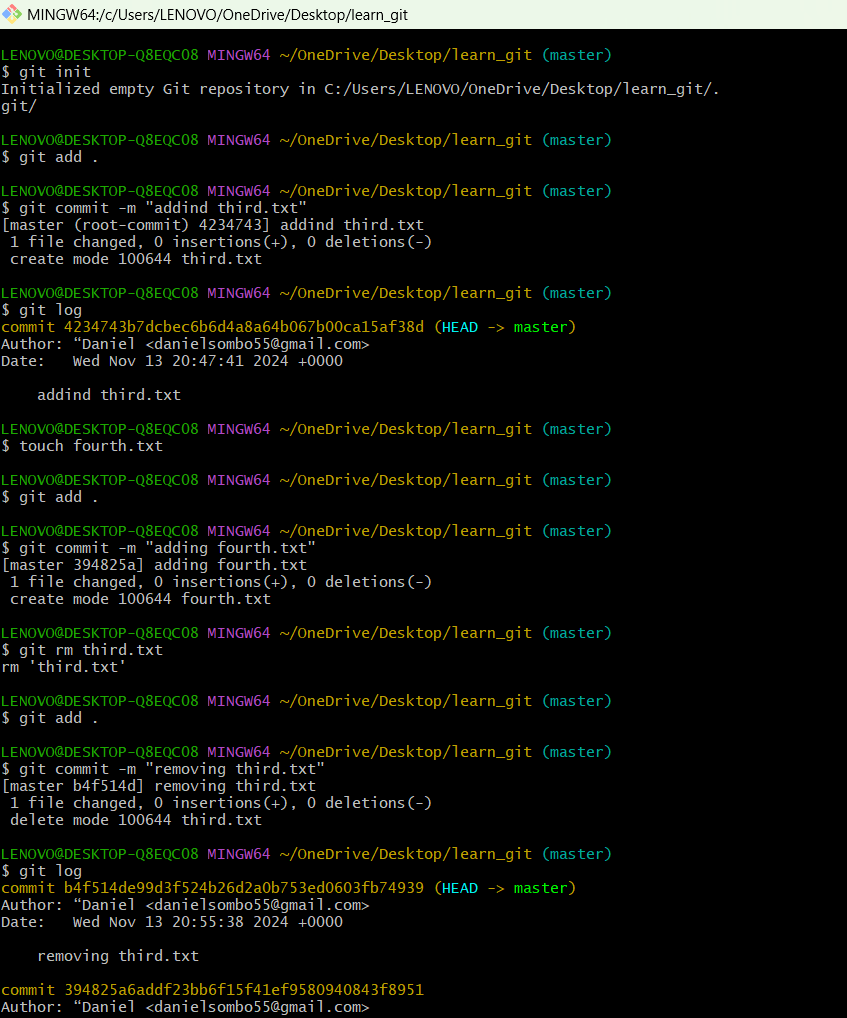 MINGW64:/c/Users/LENOVO/OneDrive/Desktop/learn_git
LENOVO@DESKTOP-Q8EQC08 MINGW64 ~/OneDrive/Desktop/learn_git (master)
$ git init
Initialized empty Git repository in C:/Users/LENOVO/OneDrive/Desktop/learn_git/.
git/
LENOVO@DESKTOP-Q8EQC08 MINGW64 ~/OneDrive/Desktop/learn_git (master)
$ git add .
LENOVO@DESKTOP-Q8EQC08 MINGW64 ~/OneDrive/Desktop/learn_git (master)
$ git commit -m "addind third.txt"
[master (root-commit) 4234743] addind third.txt
 1 file changed, 0 insertions(+), 0 deletions(-)
 create mode 100644 third.txt
LENOVO@DESKTOP-Q8EQC08 MINGW64 ~/OneDrive/Desktop/learn_git (master)
$ git log
commit 4234743b7dcbec6b6d4a8a64b067b00ca15af38d (HEAD -> master)
Author: “Daniel <danielsombo55@gmail.com>
Date:   Wed Nov 13 20:47:41 2024 +0000
    addind third.txt
LENOVO@DESKTOP-Q8EQC08 MINGW64 ~/OneDrive/Desktop/learn_git (master)
$ touch fourth.txt
LENOVO@DESKTOP-Q8EQC08 MINGW64 ~/OneDrive/Desktop/learn_git (master)
$ git add .
LENOVO@DESKTOP-Q8EQC08 MINGW64 ~/OneDrive/Desktop/learn_git (master)
$ git commit -m "adding fourth.txt"
[master 394825a] adding fourth.txt
 1 file changed, 0 insertions(+), 0 deletions(-)
 create mode 100644 fourth.txt
LENOVO@DESKTOP-Q8EQC08 MINGW64 ~/OneDrive/Desktop/learn_git (master)
$ git rm third.txt
rm 'third.txt'
LENOVO@DESKTOP-Q8EQC08 MINGW64 ~/OneDrive/Desktop/learn_git (master)
$ git add .
LENOVO@DESKTOP-Q8EQC08 MINGW64 ~/OneDrive/Desktop/learn_git (master)
$ git commit -m "removing third.txt"
[master b4f514d] removing third.txt
 1 file changed, 0 insertions(+), 0 deletions(-)
 delete mode 100644 third.txt
LENOVO@DESKTOP-Q8EQC08 MINGW64 ~/OneDrive/Desktop/learn_git (master)
$ git log
commit b4f514de99d3f524b26d2a0b753ed0603fb74939 (HEAD -> master)
Author: “Daniel <danielsombo55@gmail.com>
Date:   Wed Nov 13 20:55:38 2024 +0000
    removing third.txt
commit 394825a6addf23bb6f15f41ef9580940843f8951
Author: “Daniel <danielsombo55@gmail.com>